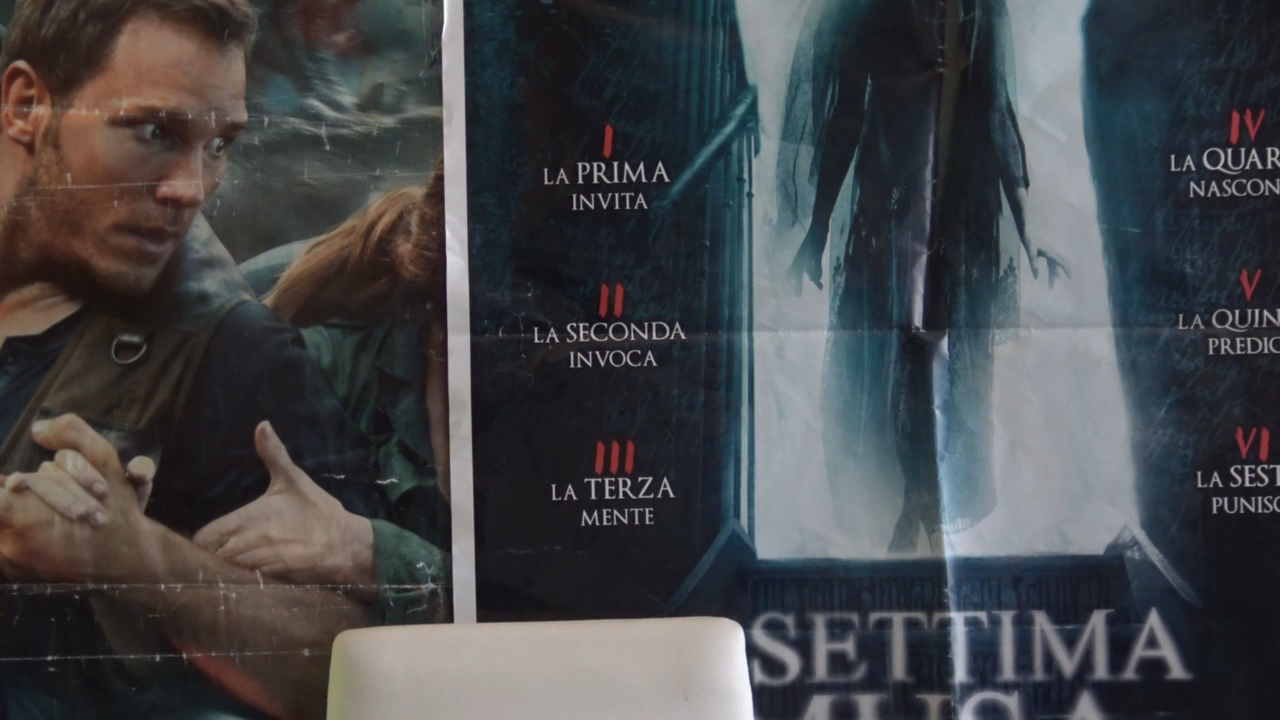 I
LA PRIMA
INVITA
II
LA SECONDA
INVOCA
III
LA TERZA
MENTE
IV
LA QUAR
NASCON
V
LA QUIN
PREDIC
VI
LA SEST
PUNISC
SETTIMA
MUSA